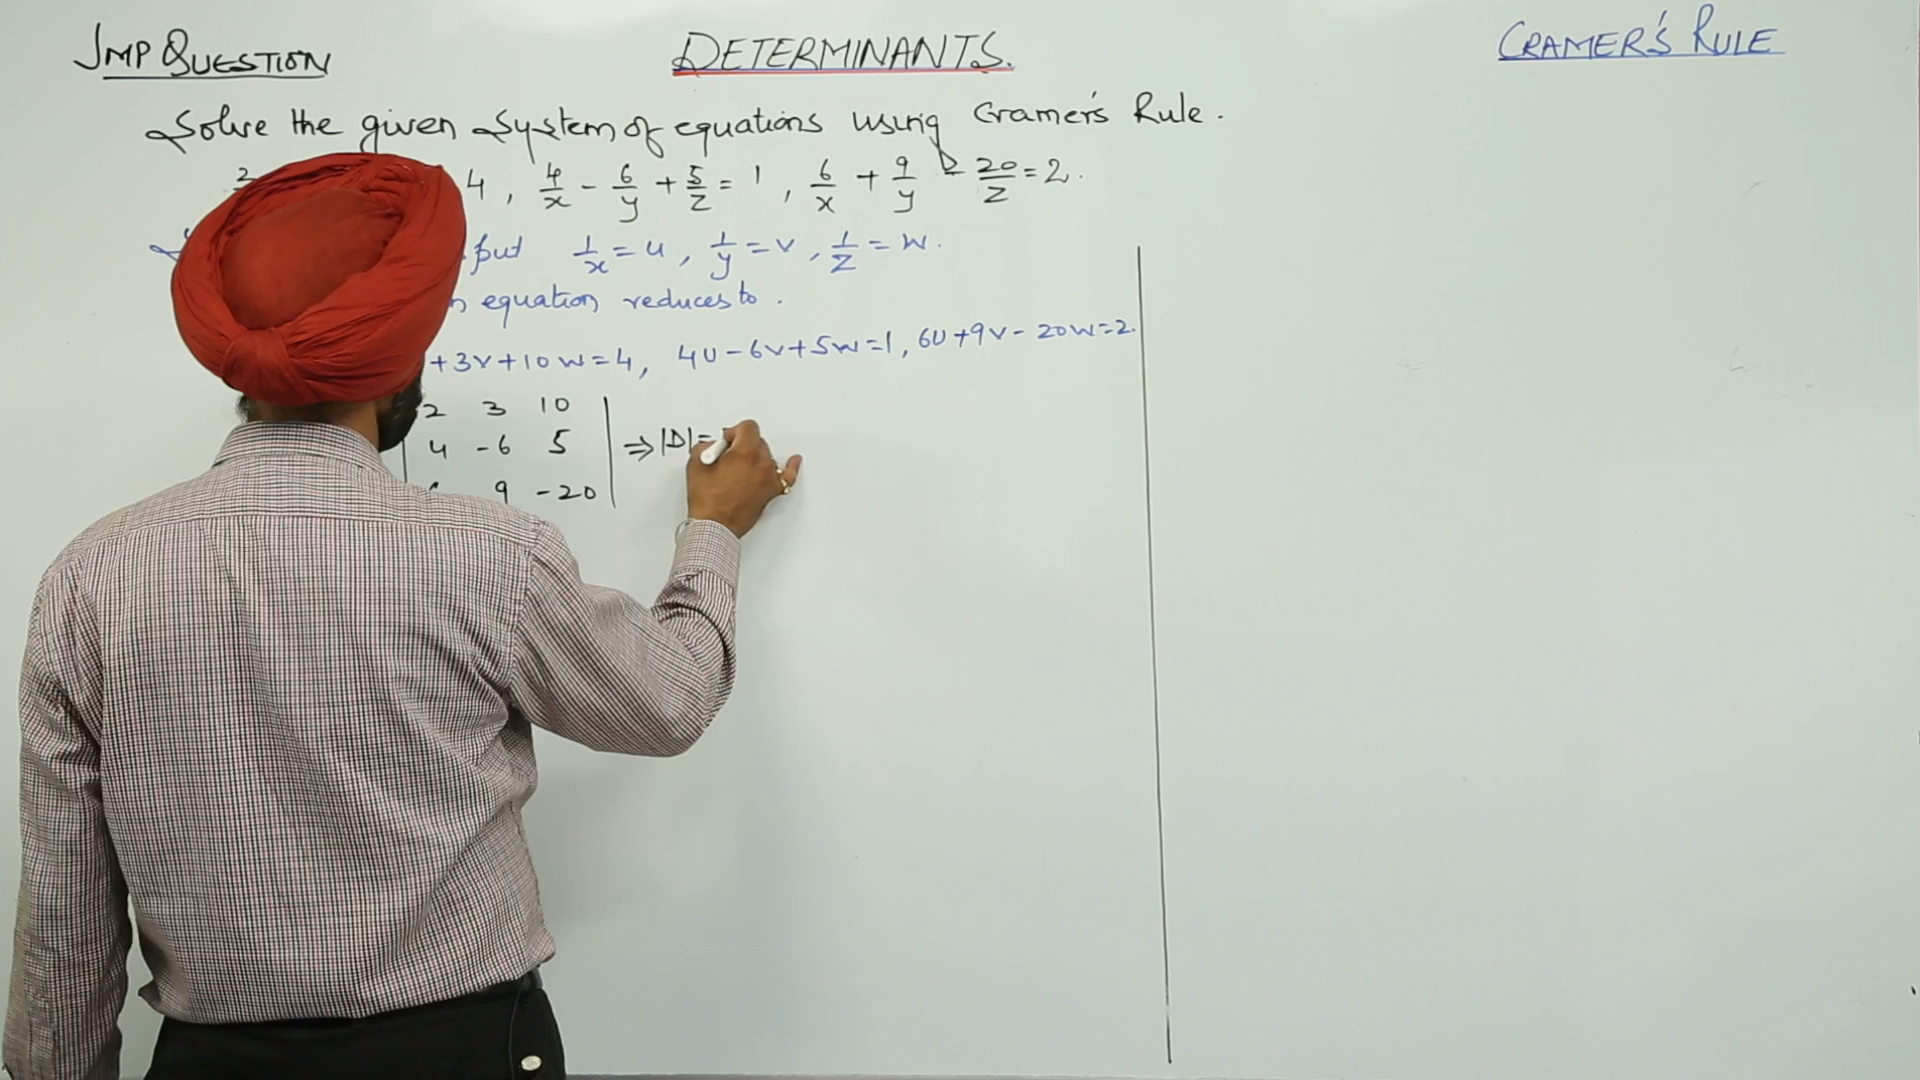 IMP QUESTION
DETERMINANTS.
CRAMER'S RULE
Solve the given system of equations using Cramer's Rule.
2 4, 4/x - 6/y + 5/z = 1, 6/x + 9/y - 20/z = 2.
put 1/x = u, 1/y = v, 1/z = w.
equation reduces to.
+3v+10w=4, 4u-6v+5w=1, 6u+9v-20w=2.
2 3 10
4 -6 5 ⇒ |D| =
9 -20